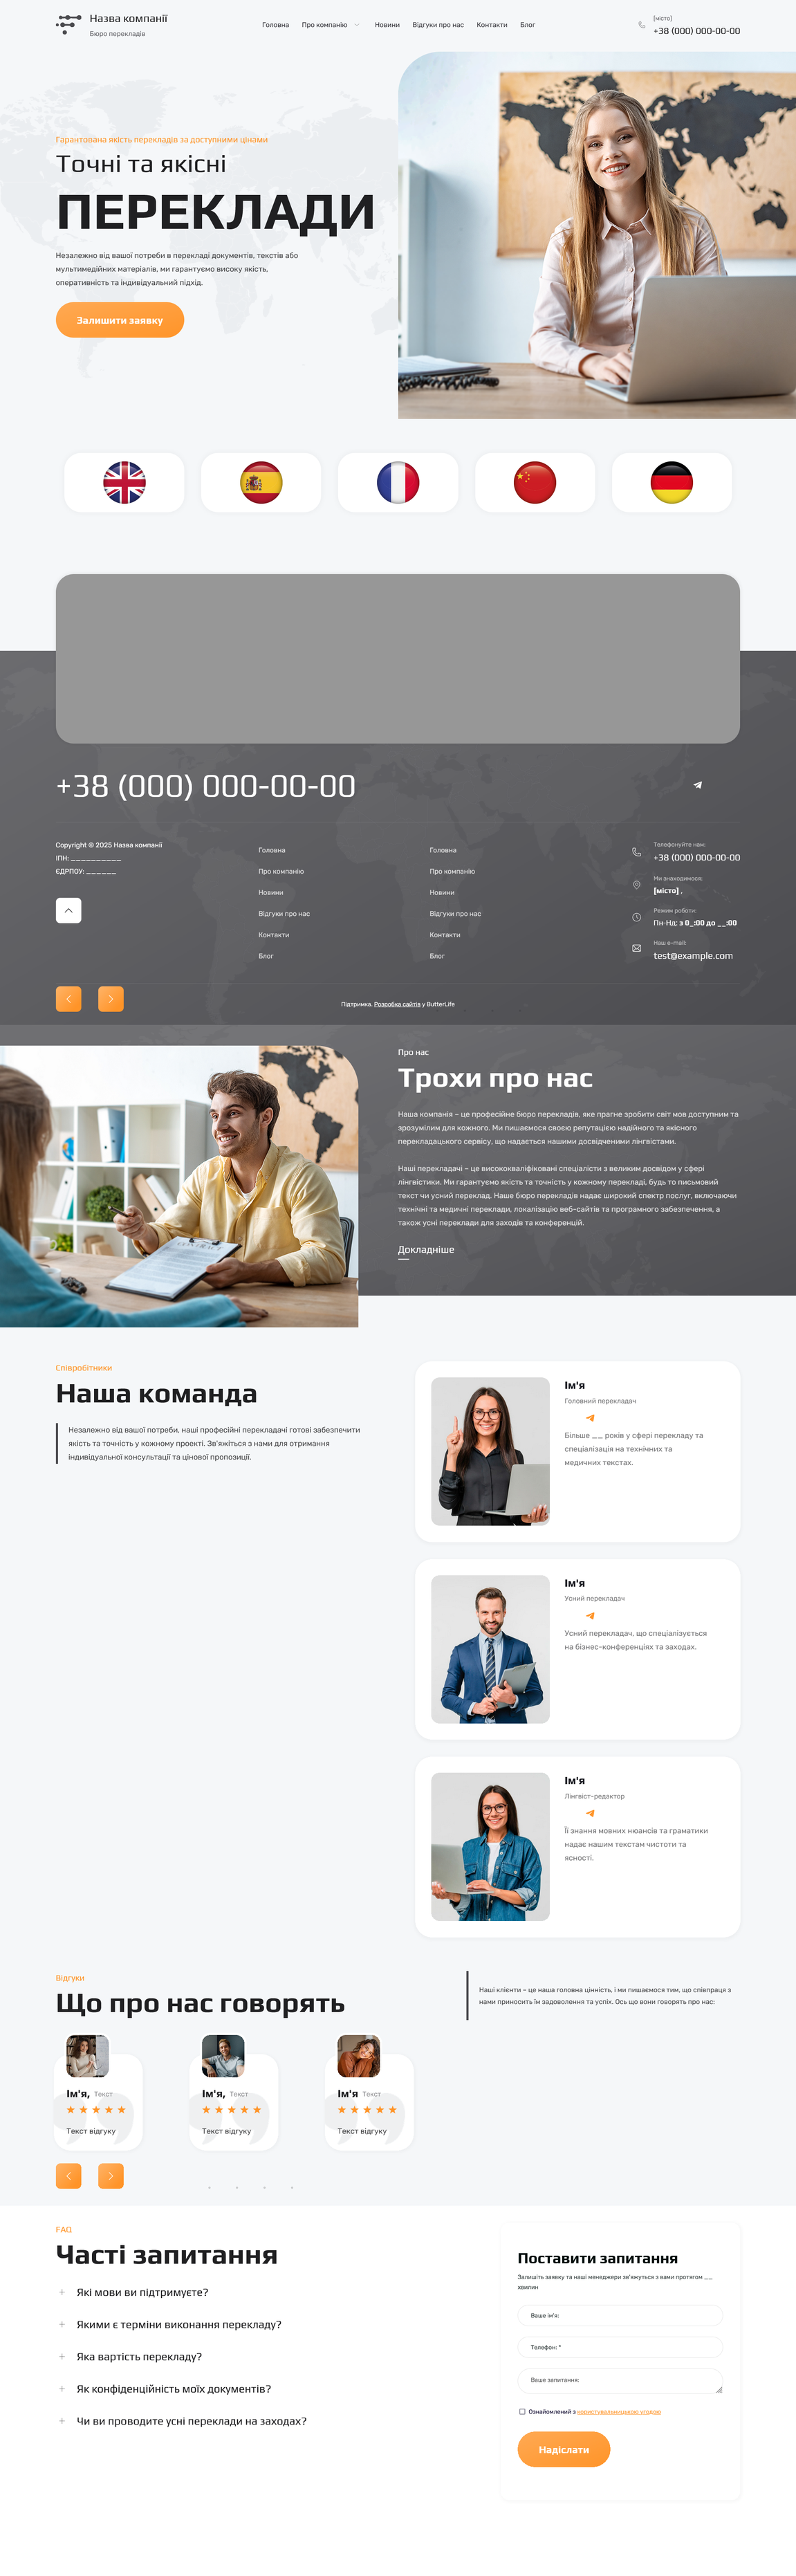 Назва компанії
Бюро перекладів
Головна
Про компанію
Новини
Відгуки про нас
Контакти
Блог
[місто]
+38 (000) 000-00-00
Гарантована якість перекладів за доступними цінами
Точні та якісні
ПЕРЕКЛАДИ
Незалежно від вашої потреби в перекладі документів, текстів або
мультимедійних матеріалів, ми гарантуємо високу якість,
оперативність та індивідуальний підхід.
Залишити заявку
+38 (000) 000-00-00
Copyright © 2025 Назва компанії
ІПН: __________
ЄДРПОУ: ______
Головна
Про компанію
Новини
Відгуки про нас
Контакти
Блог
Головна
Про компанію
Новини
Відгуки про нас
Контакти
Блог
Телефонуйте нам:
+38 (000) 000-00-00
Ми знаходимося:
[місто] ,
Режим роботи:
Пн-Нд: з 0_:00 до __:00
Наш e-mail:
test@example.com
Підтримка. Розробка сайтів у ButterLife
Про нас
Трохи про нас
Наша компанія – це професійне бюро перекладів, яке прагне зробити світ мов доступним та
зрозумілим для кожного. Ми пишаємося своєю репутацією надійного та якісного
перекладацького сервісу, що надається нашими досвідченими лінгвістами.
Наші перекладачі – це висококваліфіковані спеціалісти з великим досвідом у сфері
лінгвістики. Ми гарантуємо якість та точність у кожному перекладі, будь то письмовий
текст чи усний переклад. Наше бюро перекладів надає широкий спектр послуг, включаючи
технічні та медичні переклади, локалізацію веб-сайтів та програмного забезпечення, а
також усні переклади для заходів та конференцій.
Докладніше
Співробітники
Наша команда
Незалежно від вашої потреби, наші професійні перекладачі готові забезпечити
якість та точність у кожному проекті. Зв'яжіться з нами для отримання
індивідуальної консультації та цінової пропозиції.
Ім'я
Головний перекладач
Більше __ років у сфері перекладу та
спеціалізація на технічних та
медичних текстах.
Ім'я
Усний перекладач
Усний перекладач, що спеціалізується
на бізнес-конференціях та заходах.
Ім'я
Лінгвіст-редактор
Її знання мовних нюансів та граматики
надає нашим текстам чистоти та
ясності.
Відгуки
Що про нас говорять
Наші клієнти – це наша головна цінність, і ми пишаємося тим, що співпраця з
нами приносить їм задоволення та успіх. Ось що вони говорять про нас:
Ім'я, Текст
Текст відгуку
Ім'я, Текст
Текст відгуку
Ім'я Текст
Текст відгуку
FAQ
Часті запитання
Які мови ви підтримуєте?
Якими є терміни виконання перекладу?
Яка вартість перекладу?
Як конфіденційність моїх документів?
Чи ви проводите усні переклади на заходах?
Поставити запитання
Залишіть заявку та наші менеджери зв'яжуться з вами протягом __
хвилин
Ваше ім'я:
Телефон: *
Ваше запитання:
Ознайомлений з користувальницькою угодою
Надіслати